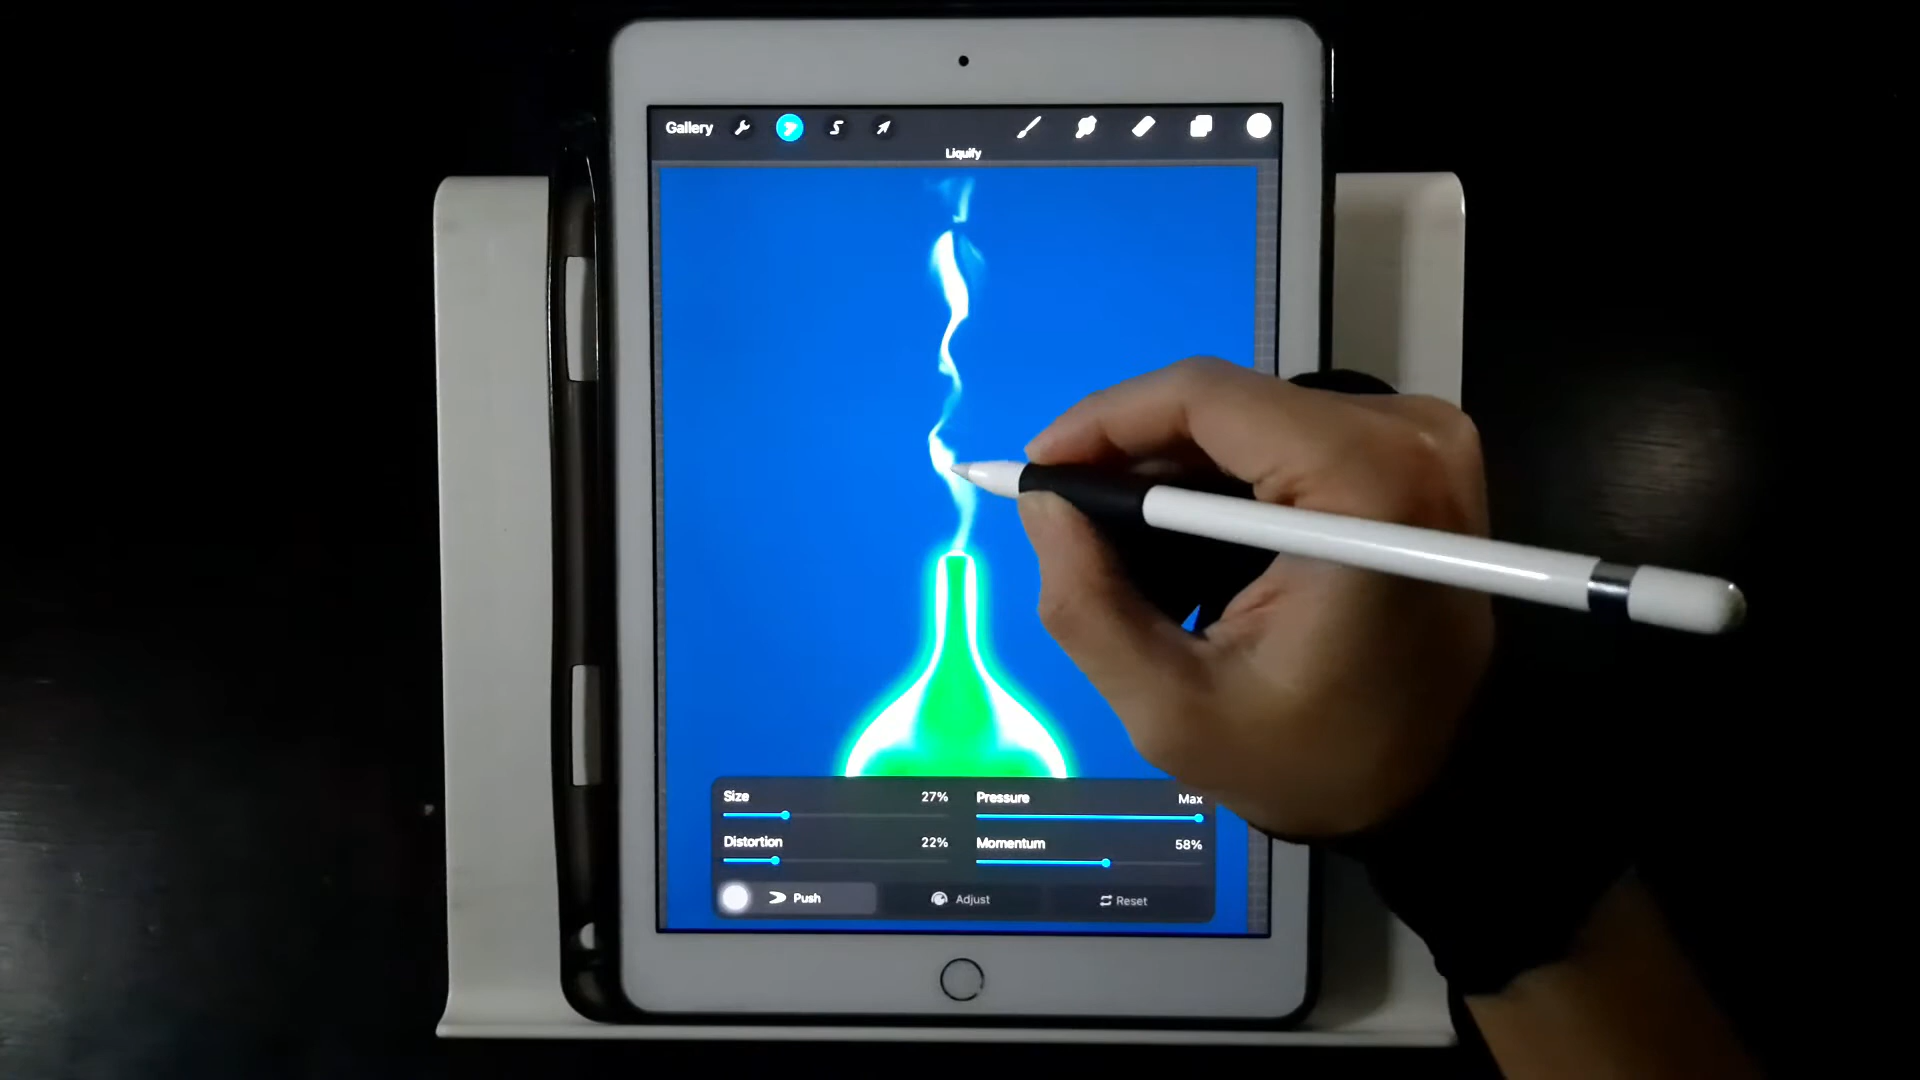 Gallery
Liquify
Size 27% Pressure Max
Distortion 22% Momentum 58%
Push Adjust Reset